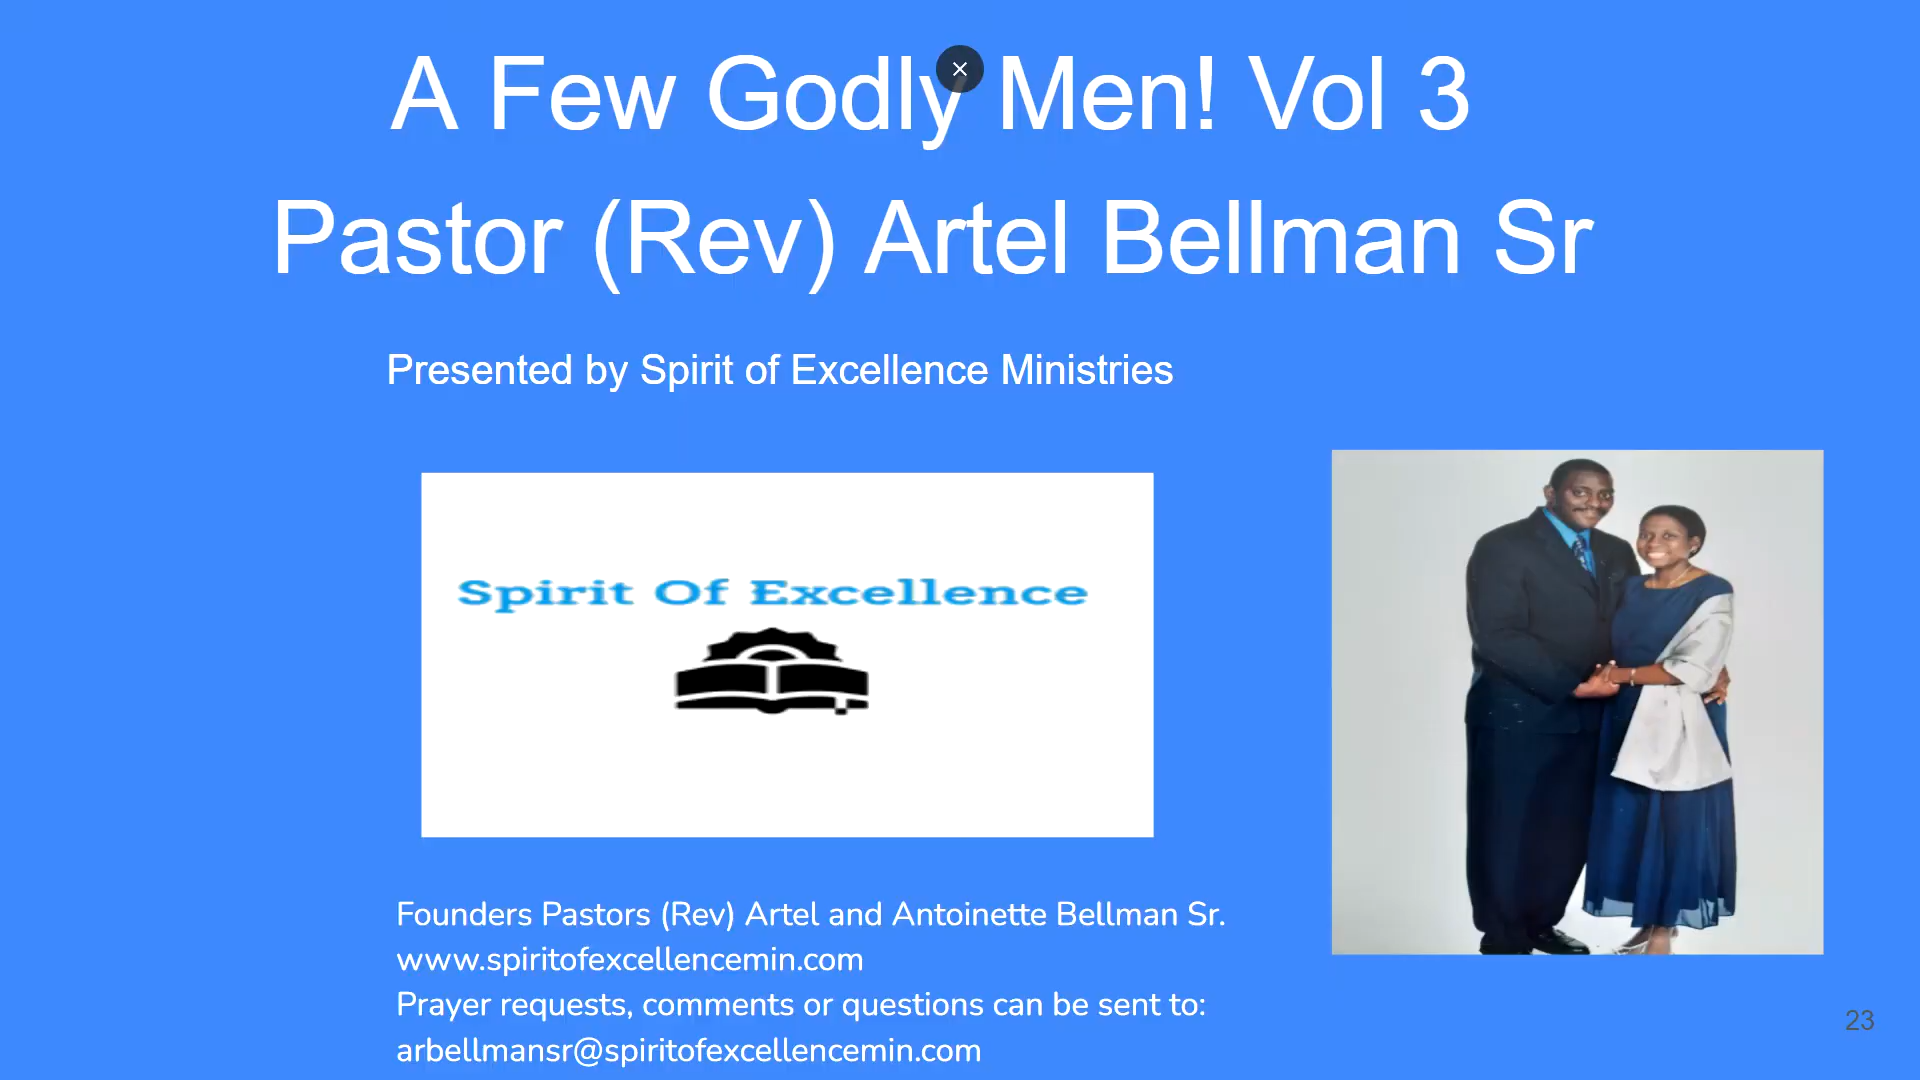 A Few Godly Men! Vol 3
Pastor (Rev) Artel Bellman Sr
Presented by Spirit of Excellence Ministries
Spirit Of Excellence
Founders Pastors (Rev) Artel and Antoinette Bellman Sr.
www.spiritofexcellencemin.com
Prayer requests, comments or questions can be sent to:
arbellmansr@spiritofexcellencemin.com
23